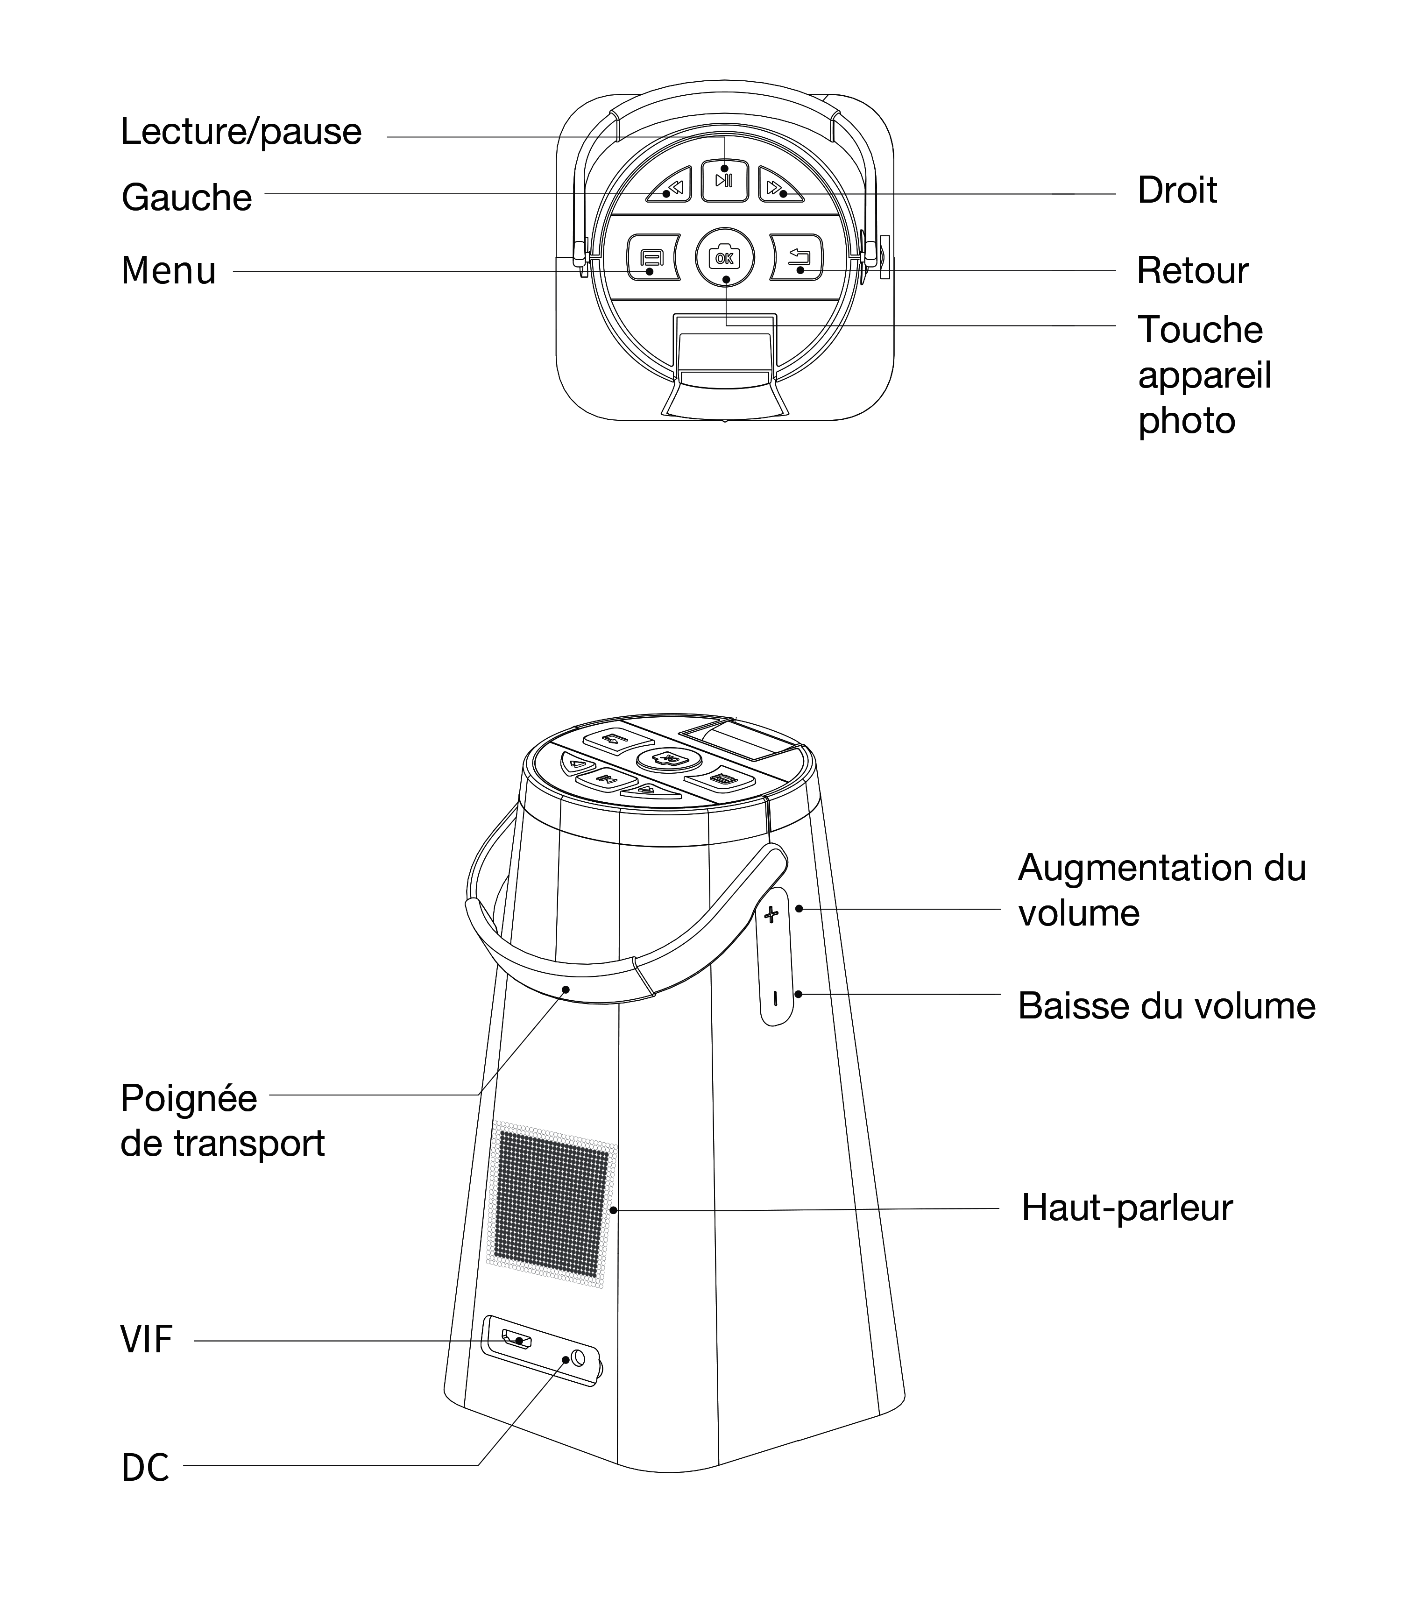 Lecture/pause
Gauche
Menu
OK
Droit
Retour
Touche
appareil
photo
Augmentation du
volume
Baisse du volume
Poignée
de transport
Haut-parleur
VIF
DC